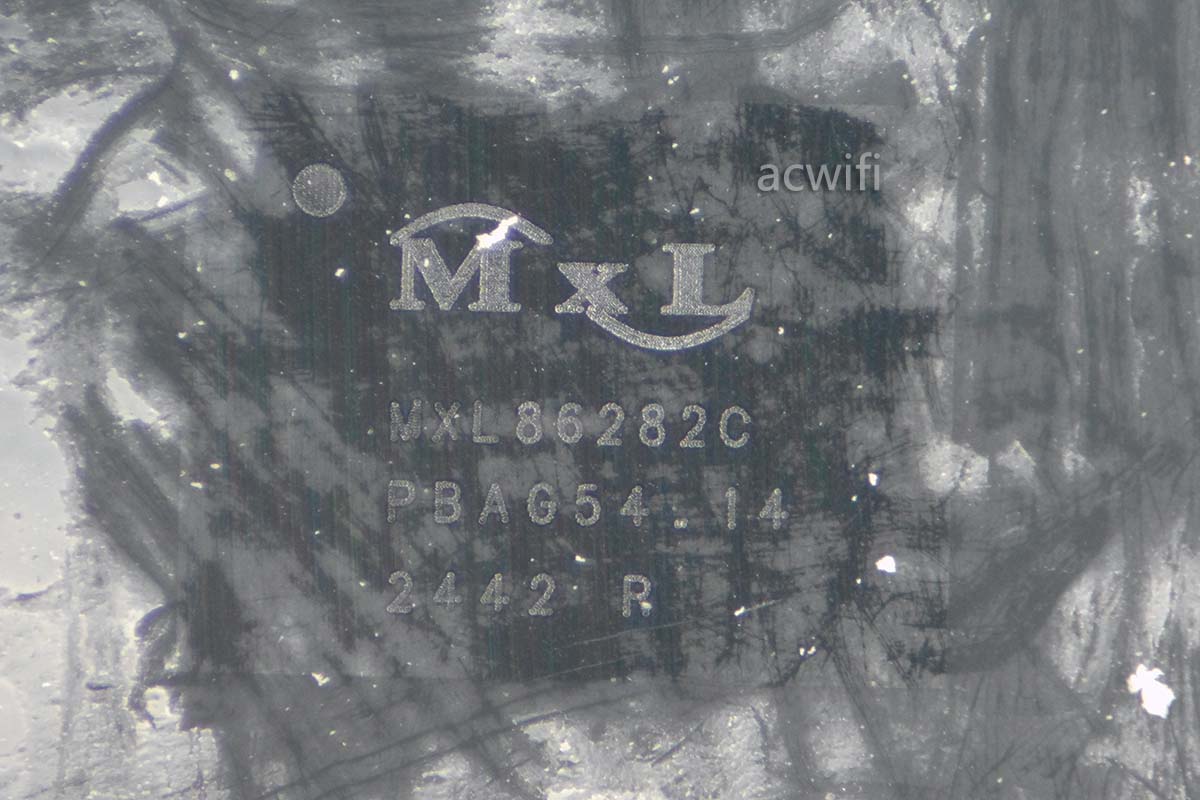 acwifi
MxL
MXL86282C
PBAG54.14
2442 R